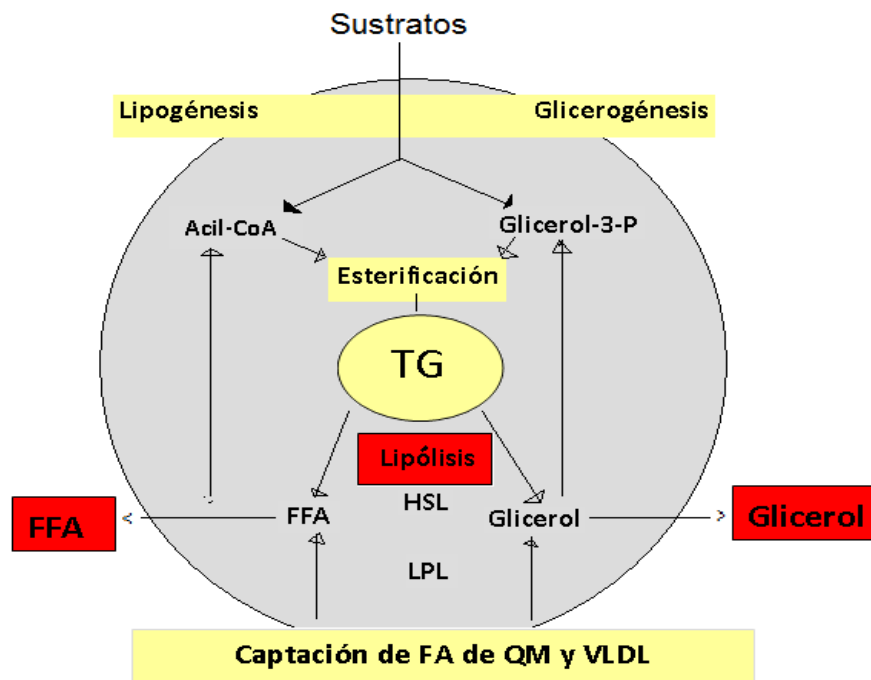 Sustratos
Lipogénesis
Glicerogénesis
Acil-CoA
Glicerol-3-P
Esterificación
TG
Lipólisis
HSL
FFA
FFA
Glicerol
Glicerol
LPL
Captación de FA de QM y VLDL